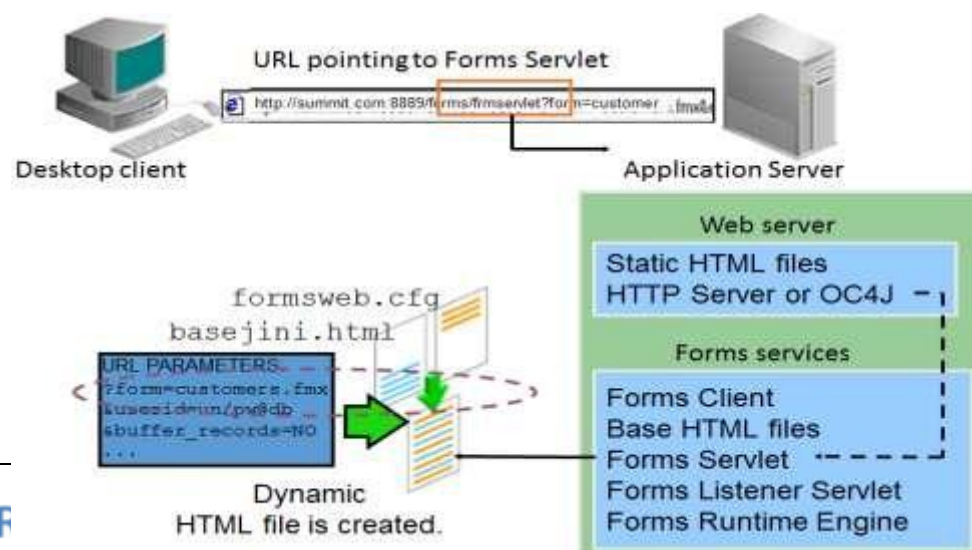 URL pointing to Forms Servlet
http://summit.com:8889/forms/frmservlet?form=customer
Desktop client
Application Server
Web server
Static HTML files
HTTP Server or OC4J
formsweb.cfg
basejini.html
Forms services
URL PARAMETERS:
?form=customers.fmx
&userid=un/pw@db
&buffer_records=NO
...
Forms Client
Base HTML files
Forms Servlet
Forms Listener Servlet
Forms Runtime Engine
Dynamic
HTML file is created.
R